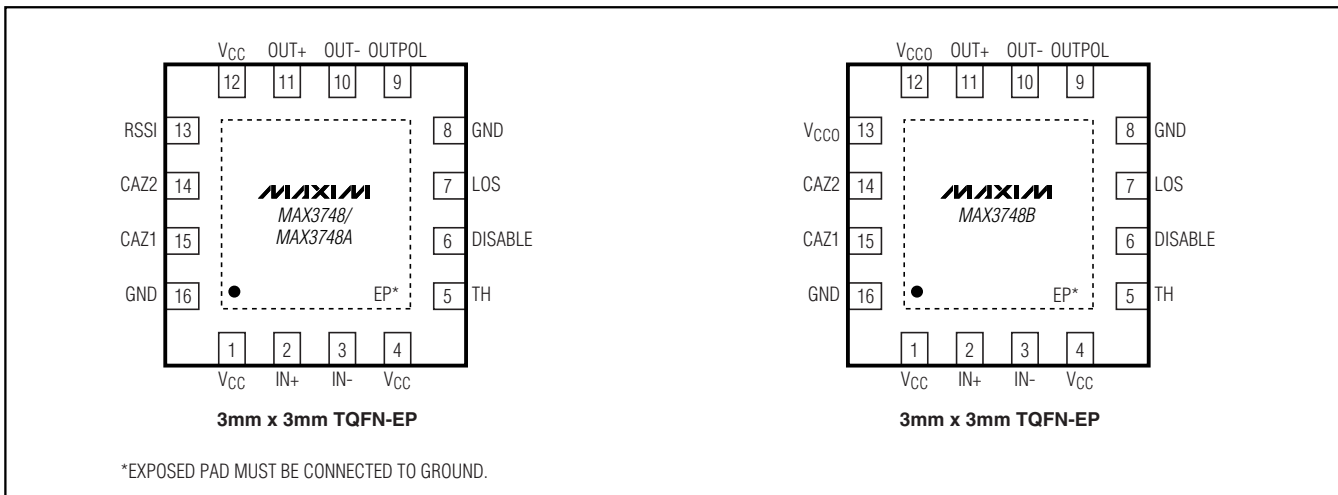 VCC OUT+ OUT- OUTPOL
12 11 10 9
RSSI 13
CAZ2 14
CAZ1 15
GND 16
8 GND
7 LOS
6 DISABLE
5 TH
MAXIM
MAX3748/
MAX3748A
EP*
1 2 3 4
VCC IN+ IN- VCC
3mm x 3mm TQFN-EP
VCCO OUT+ OUT- OUTPOL
12 11 10 9
VCCO 13
CAZ2 14
CAZ1 15
GND 16
8 GND
7 LOS
6 DISABLE
5 TH
MAXIM
MAX3748B
EP*
1 2 3 4
VCC IN+ IN- VCC
3mm x 3mm TQFN-EP
*EXPOSED PAD MUST BE CONNECTED TO GROUND.